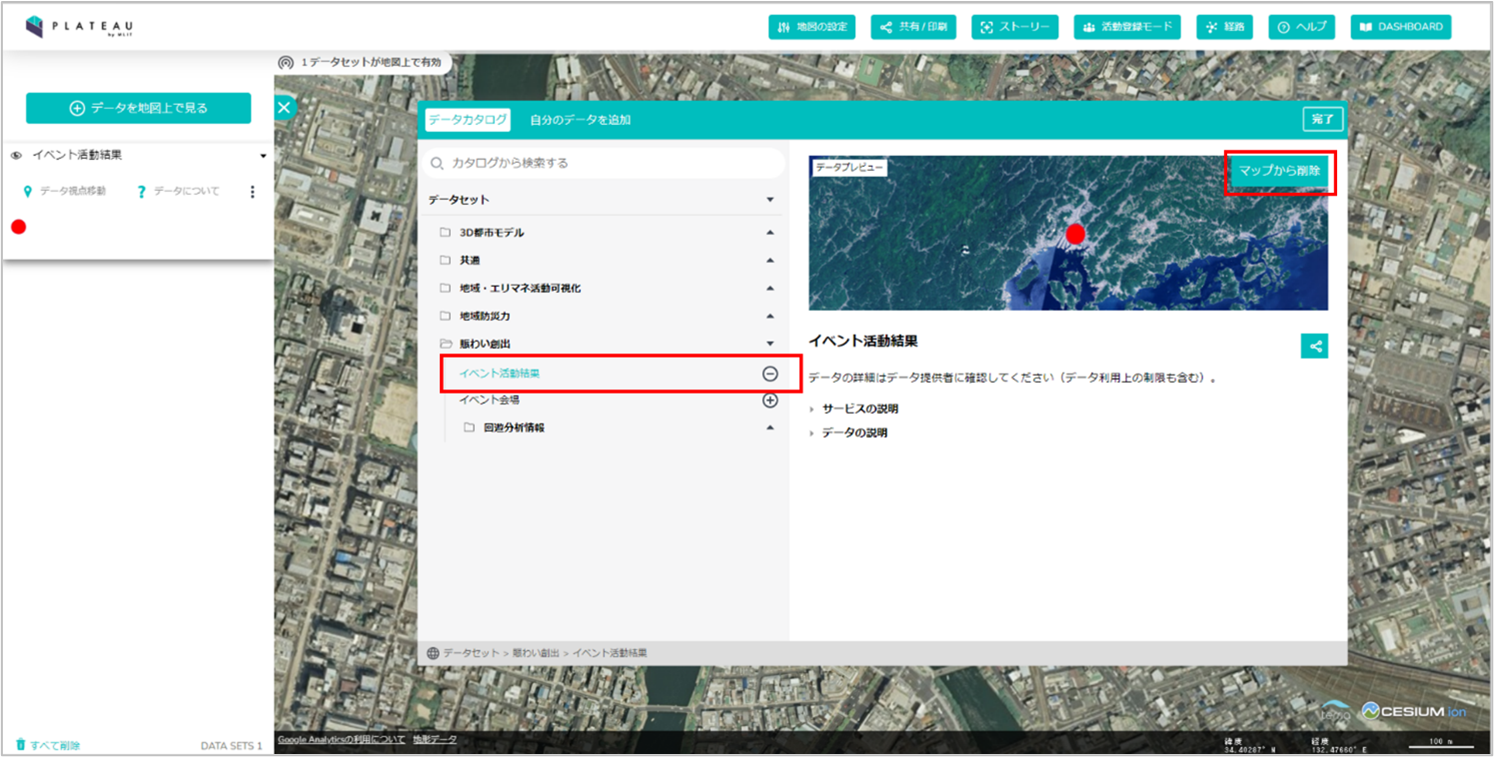 PLATEAU
by MLIT
地図の設定
共有/印刷
ストーリー
活動登録モード
経路
ヘルプ
DASHBOARD
1 データセットが地図上で有効
データを地図上で見る
イベント活動結果
データ視点移動
データについて
データカタログ
自分のデータを追加
完了
カタログから検索する
データセット
3D都市モデル
共通
地域・エリマネ活動可視化
地域防災力
賑わい創出
イベント活動結果
イベント会場
回遊分析情報
データプレビュー
マップから削除
イベント活動結果
データの詳細はデータ提供者に確認してください（データ利用上の制限も含む）。
サービスの説明
データの説明
データセット > 賑わい創出 > イベント活動結果
すべて削除
DATA SETS 1
Google Analyticsの利用について
地形データ
terria
CESIUM ion
緯度
34.40287° N
経度
132.47660° E
100 m